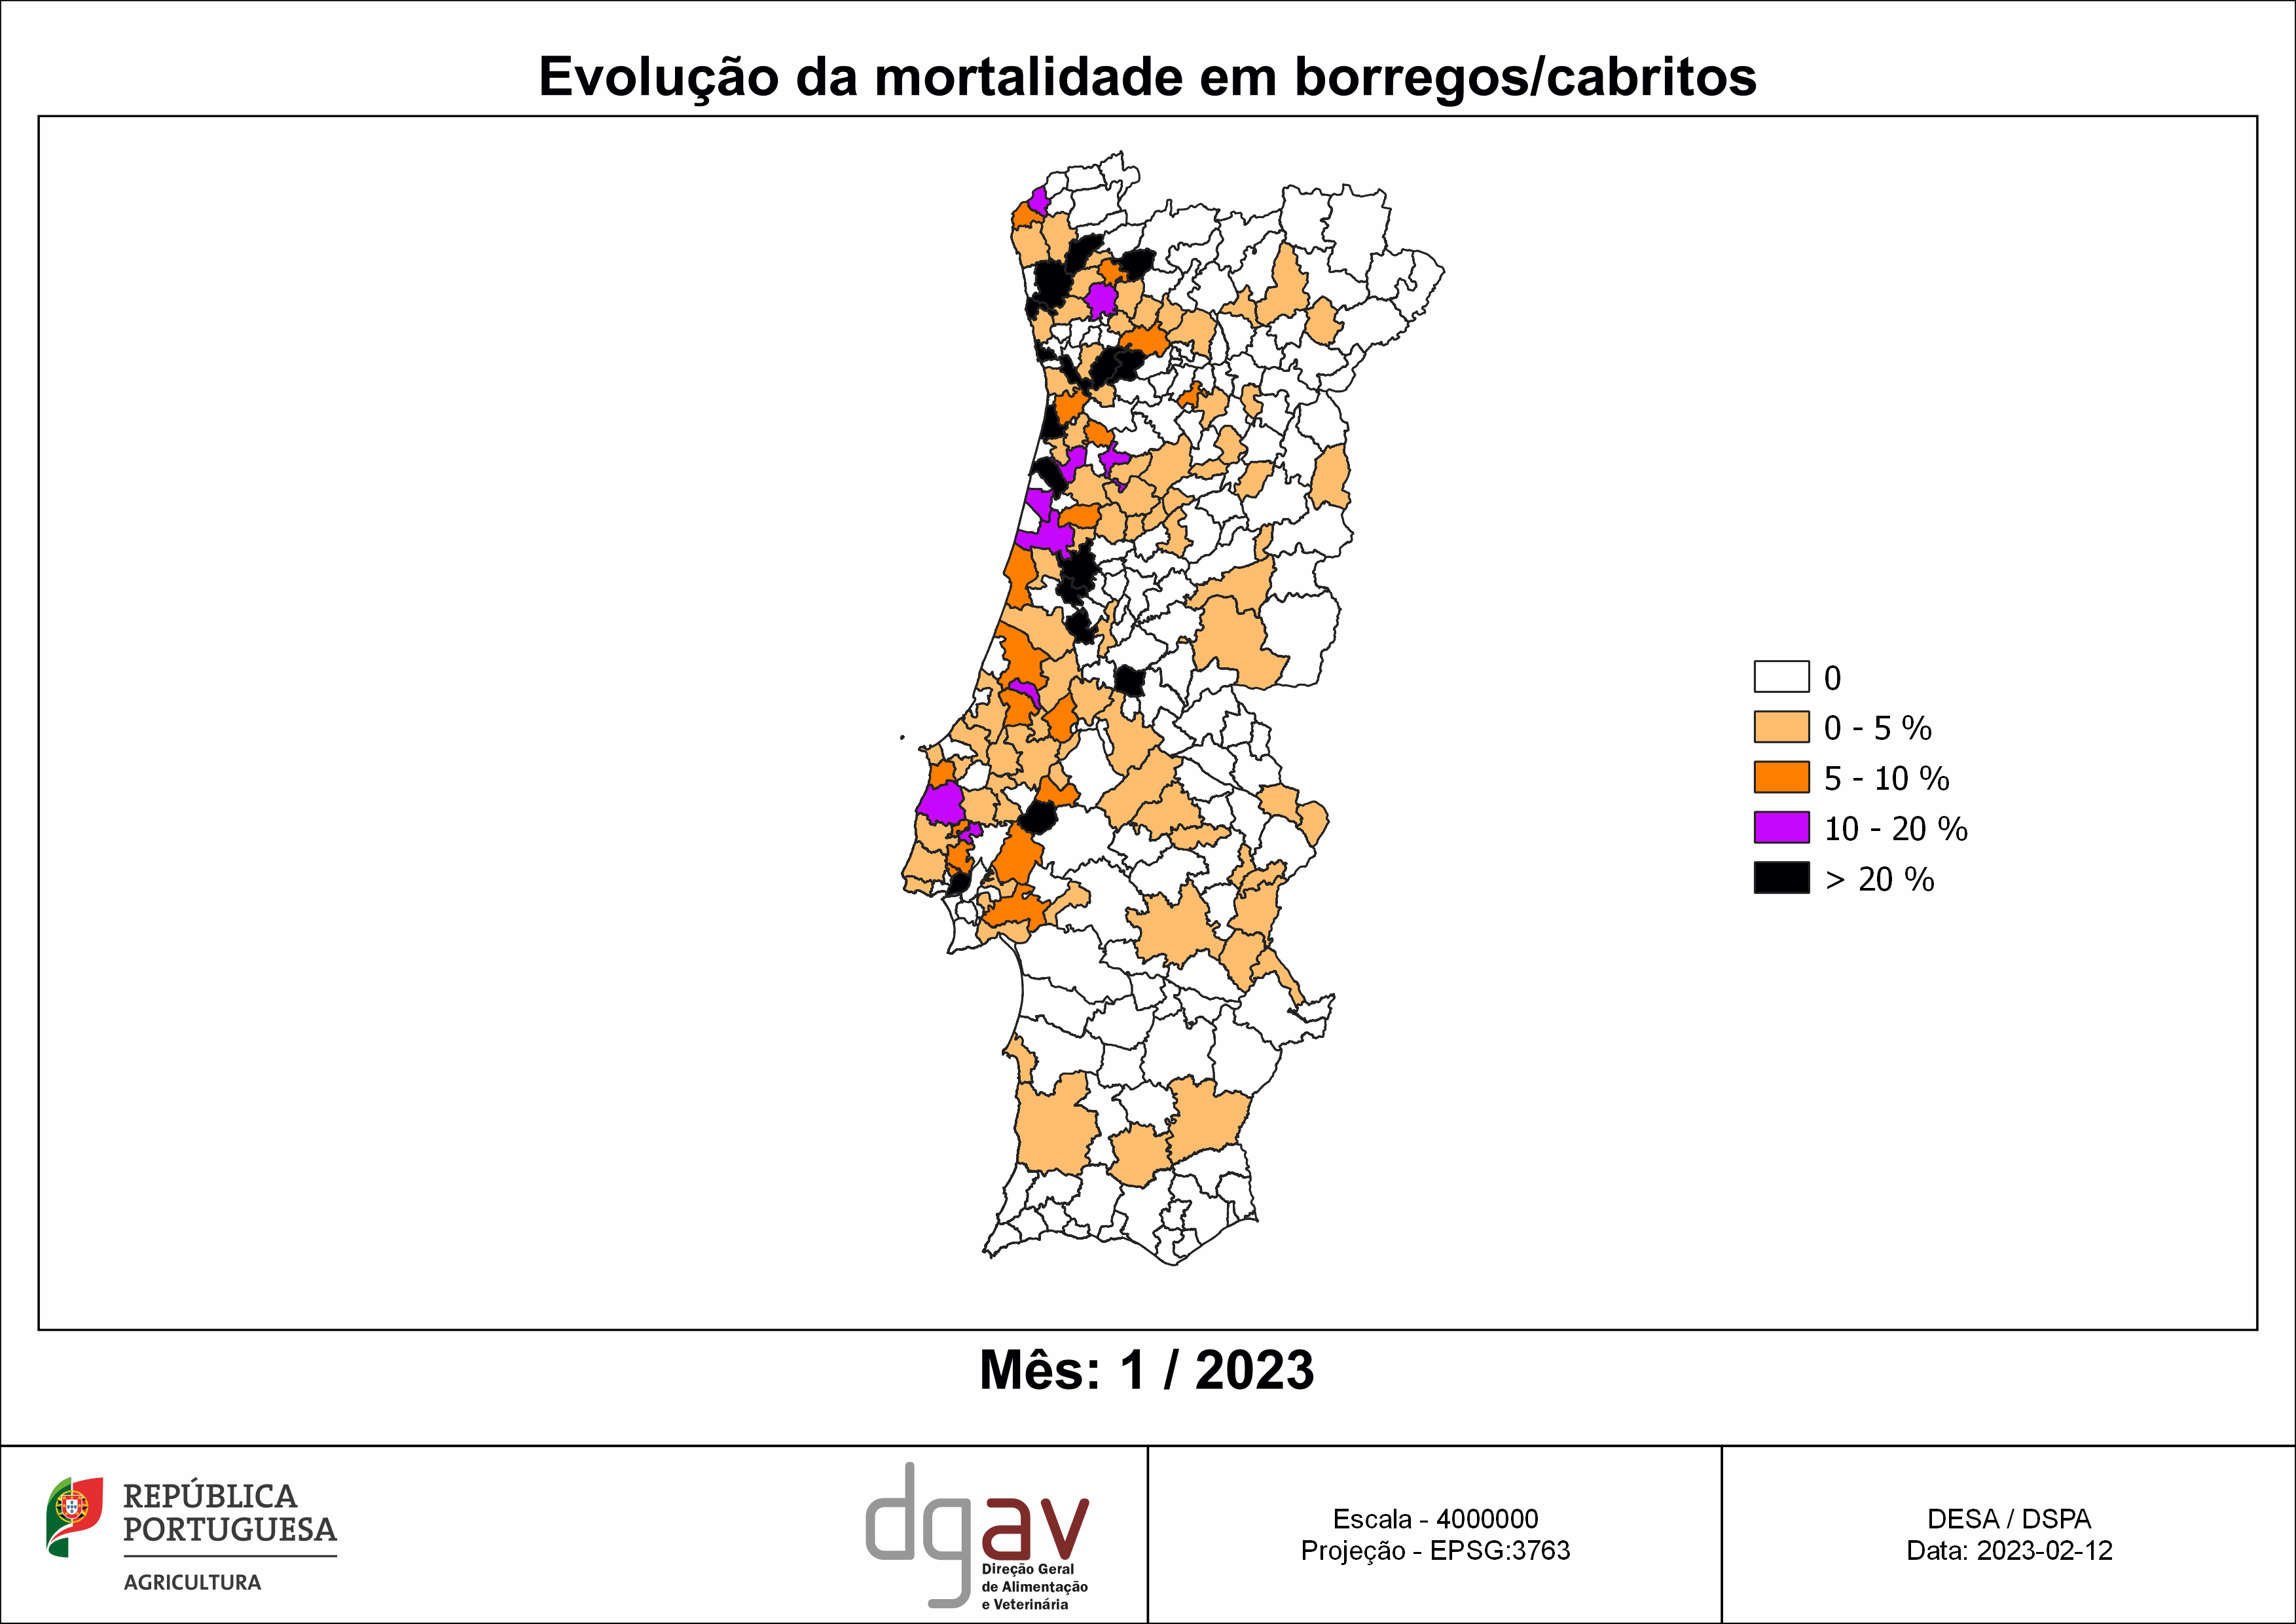 Evolução da mortalidade em borregos/cabritos
0
0 - 5 %
5 - 10 %
10 - 20 %
> 20 %
Mês: 1 / 2023
REPÚBLICA
PORTUGUESA
AGRICULTURA
dgav
Direção Geral
de Alimentação
e Veterinária
Escala - 4000000
Projeção - EPSG:3763
DESA / DSPA
Data: 2023-02-12